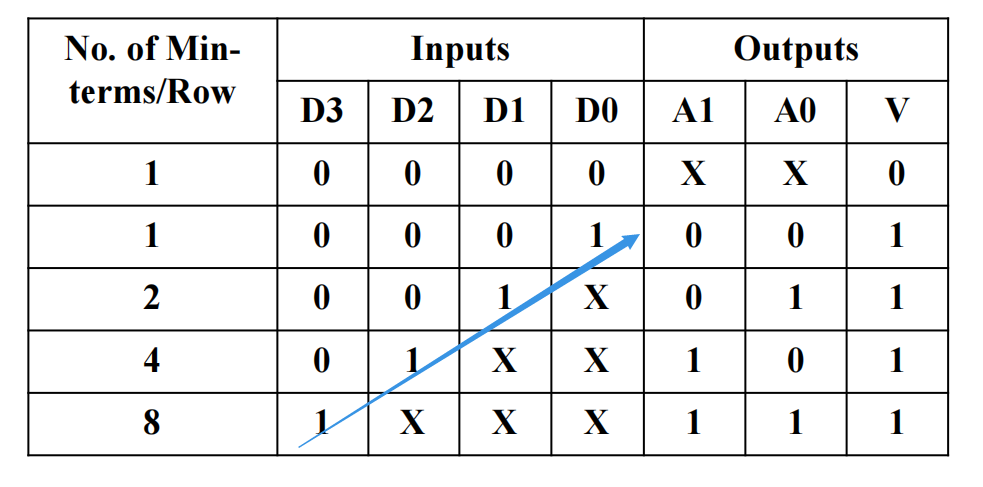 No. of Min-
terms/Row
Inputs
Outputs
D3 D2 D1 D0 A1 A0 V
1 0 0 0 0 X X 0
1 0 0 0 1 0 0 1
2 0 0 1 X 0 1 1
4 0 1 X X 1 0 1
8 1 X X X 1 1 1